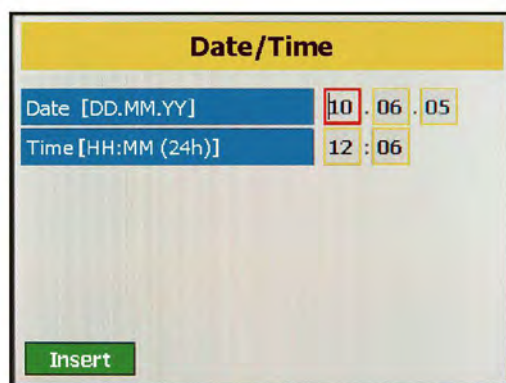 Date/Time
Date [DD.MM.YY] 10 . 06 . 05
Time [HH:MM (24h)] 12 : 06
Insert